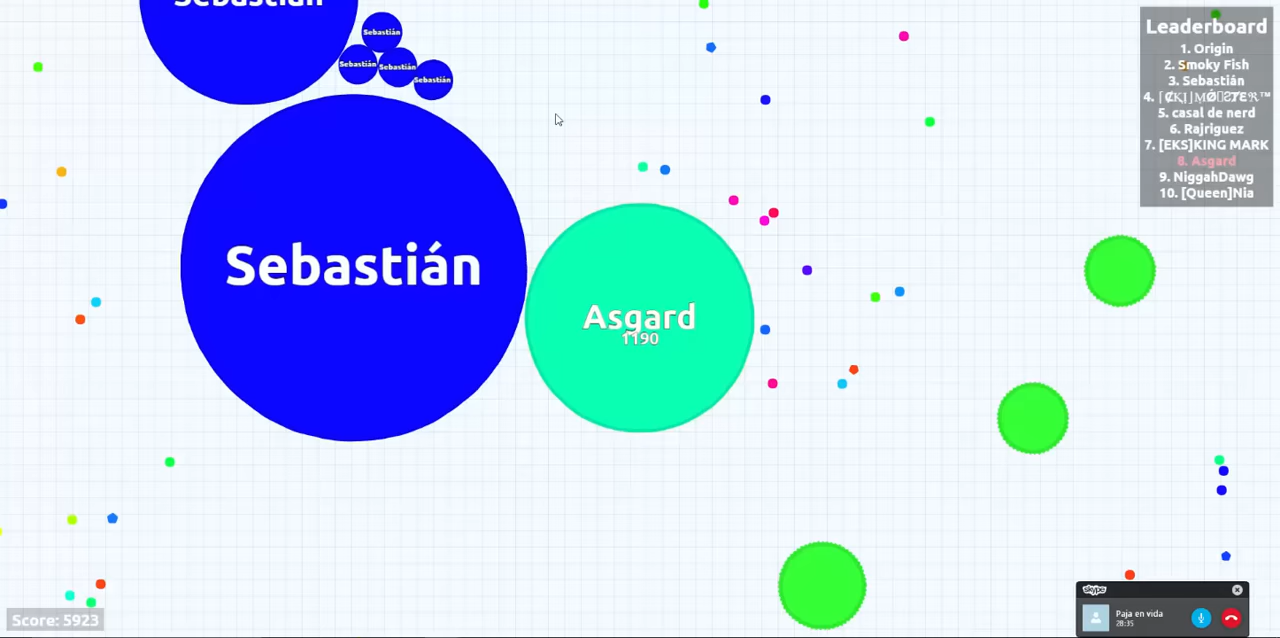 Sebastián
Sebastián
Sebastián
Sebastián
Sebastián
Sebastián
Asgard
1190
Leaderboard
1. Origin
2. Smoky Fish
3. Sebastián
4.
5. casal de nerd
6. Rajriguez
7. [EKS]KING MARK
8. Asgard
9. NiggahDawg
10. [Queen]Nia
Score: 5923
skype
Paja en vida
28:35